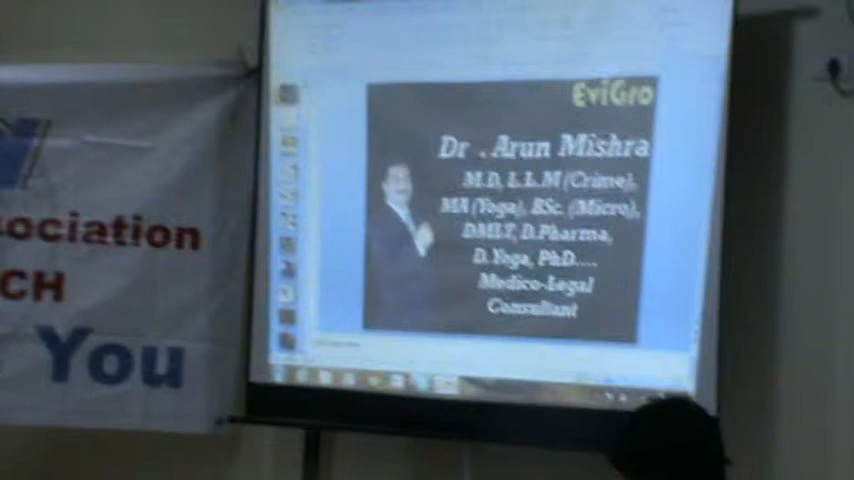 ociation
CH
You
EviGro
Dr . Arun Mishra
M.D, L.L.M (Crime),
MA (Yoga), BSc. (Micro),
DMLT, D.Pharma,
D.Yoga, PhD....
Medico-Legal
Consultant